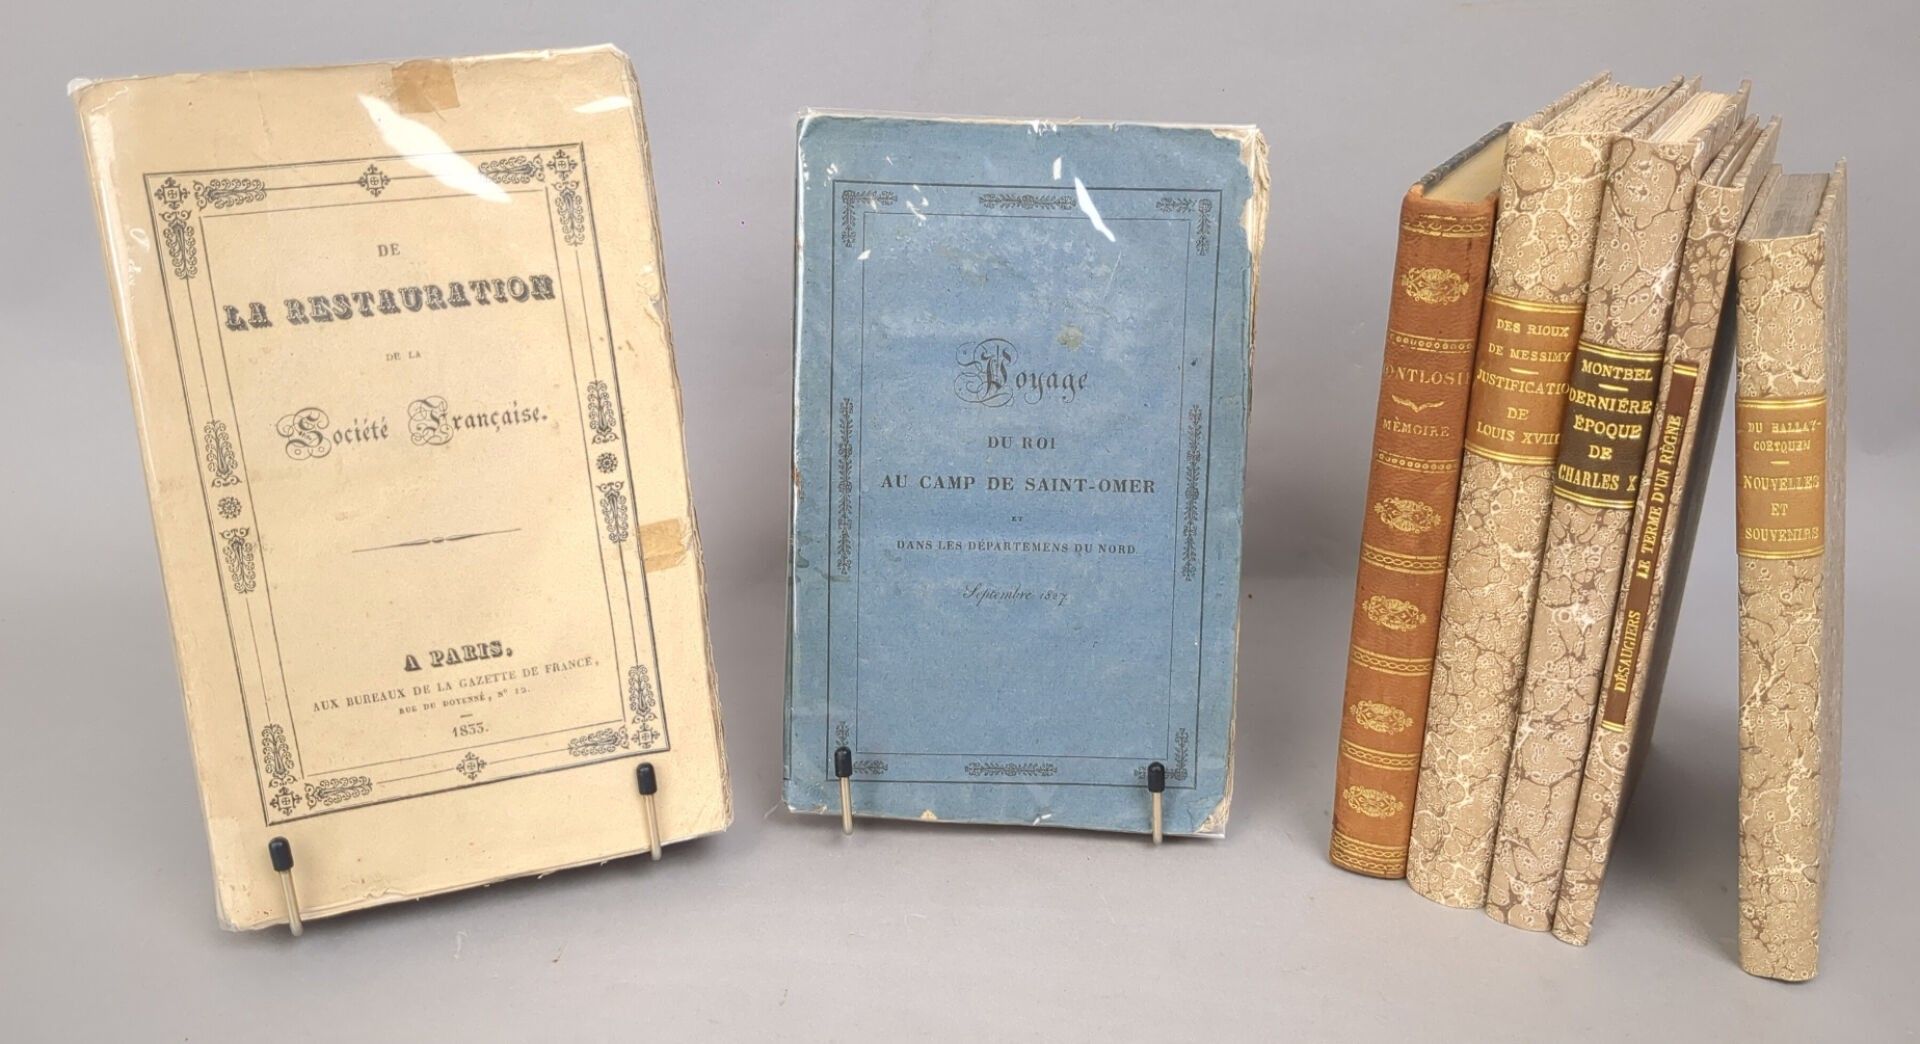 DE
LA RESTAURATION
DE LA
Société Française.
A PARIS,
AUX BUREAUX DE LA GAZETTE DE FRANCE,
RUE DU DOYENNÉ, N° 12.
1833.
Voyage
DU ROI
AU CAMP DE SAINT-OMER
ET
DANS LES DÉPARTEMENS DU NORD
Septembre 1827
ONTLOSIE
MÉMOIRE
DES RIOUX
DE MESSIMY
JUSTIFICATIO
DE
LOUIS XVIII
MONTBEL
DERNIÉRE
ÉPOQUE
DE
CHARLES X
DÉSAUGIERS LE TERME D'UN RÈGNE
DU HALLAY-
COËTQUEN
NOUVELLES
ET
SOUVENIRS